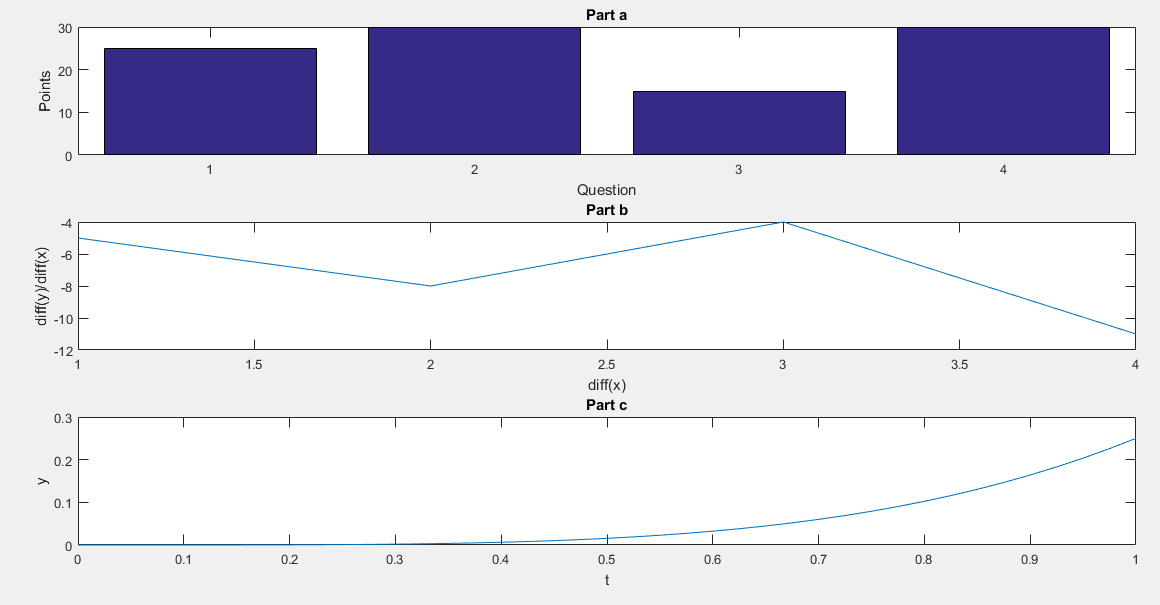 Part a
30
20
10
0
Points
1 2 3 4
Question
Part b
-4
-6
-8
-10
-12
diff(y)/diff(x)
1 1.5 2 2.5 3 3.5 4
diff(x)
Part c
0.3
0.2
0.1
0
y
0 0.1 0.2 0.3 0.4 0.5 0.6 0.7 0.8 0.9 1
t